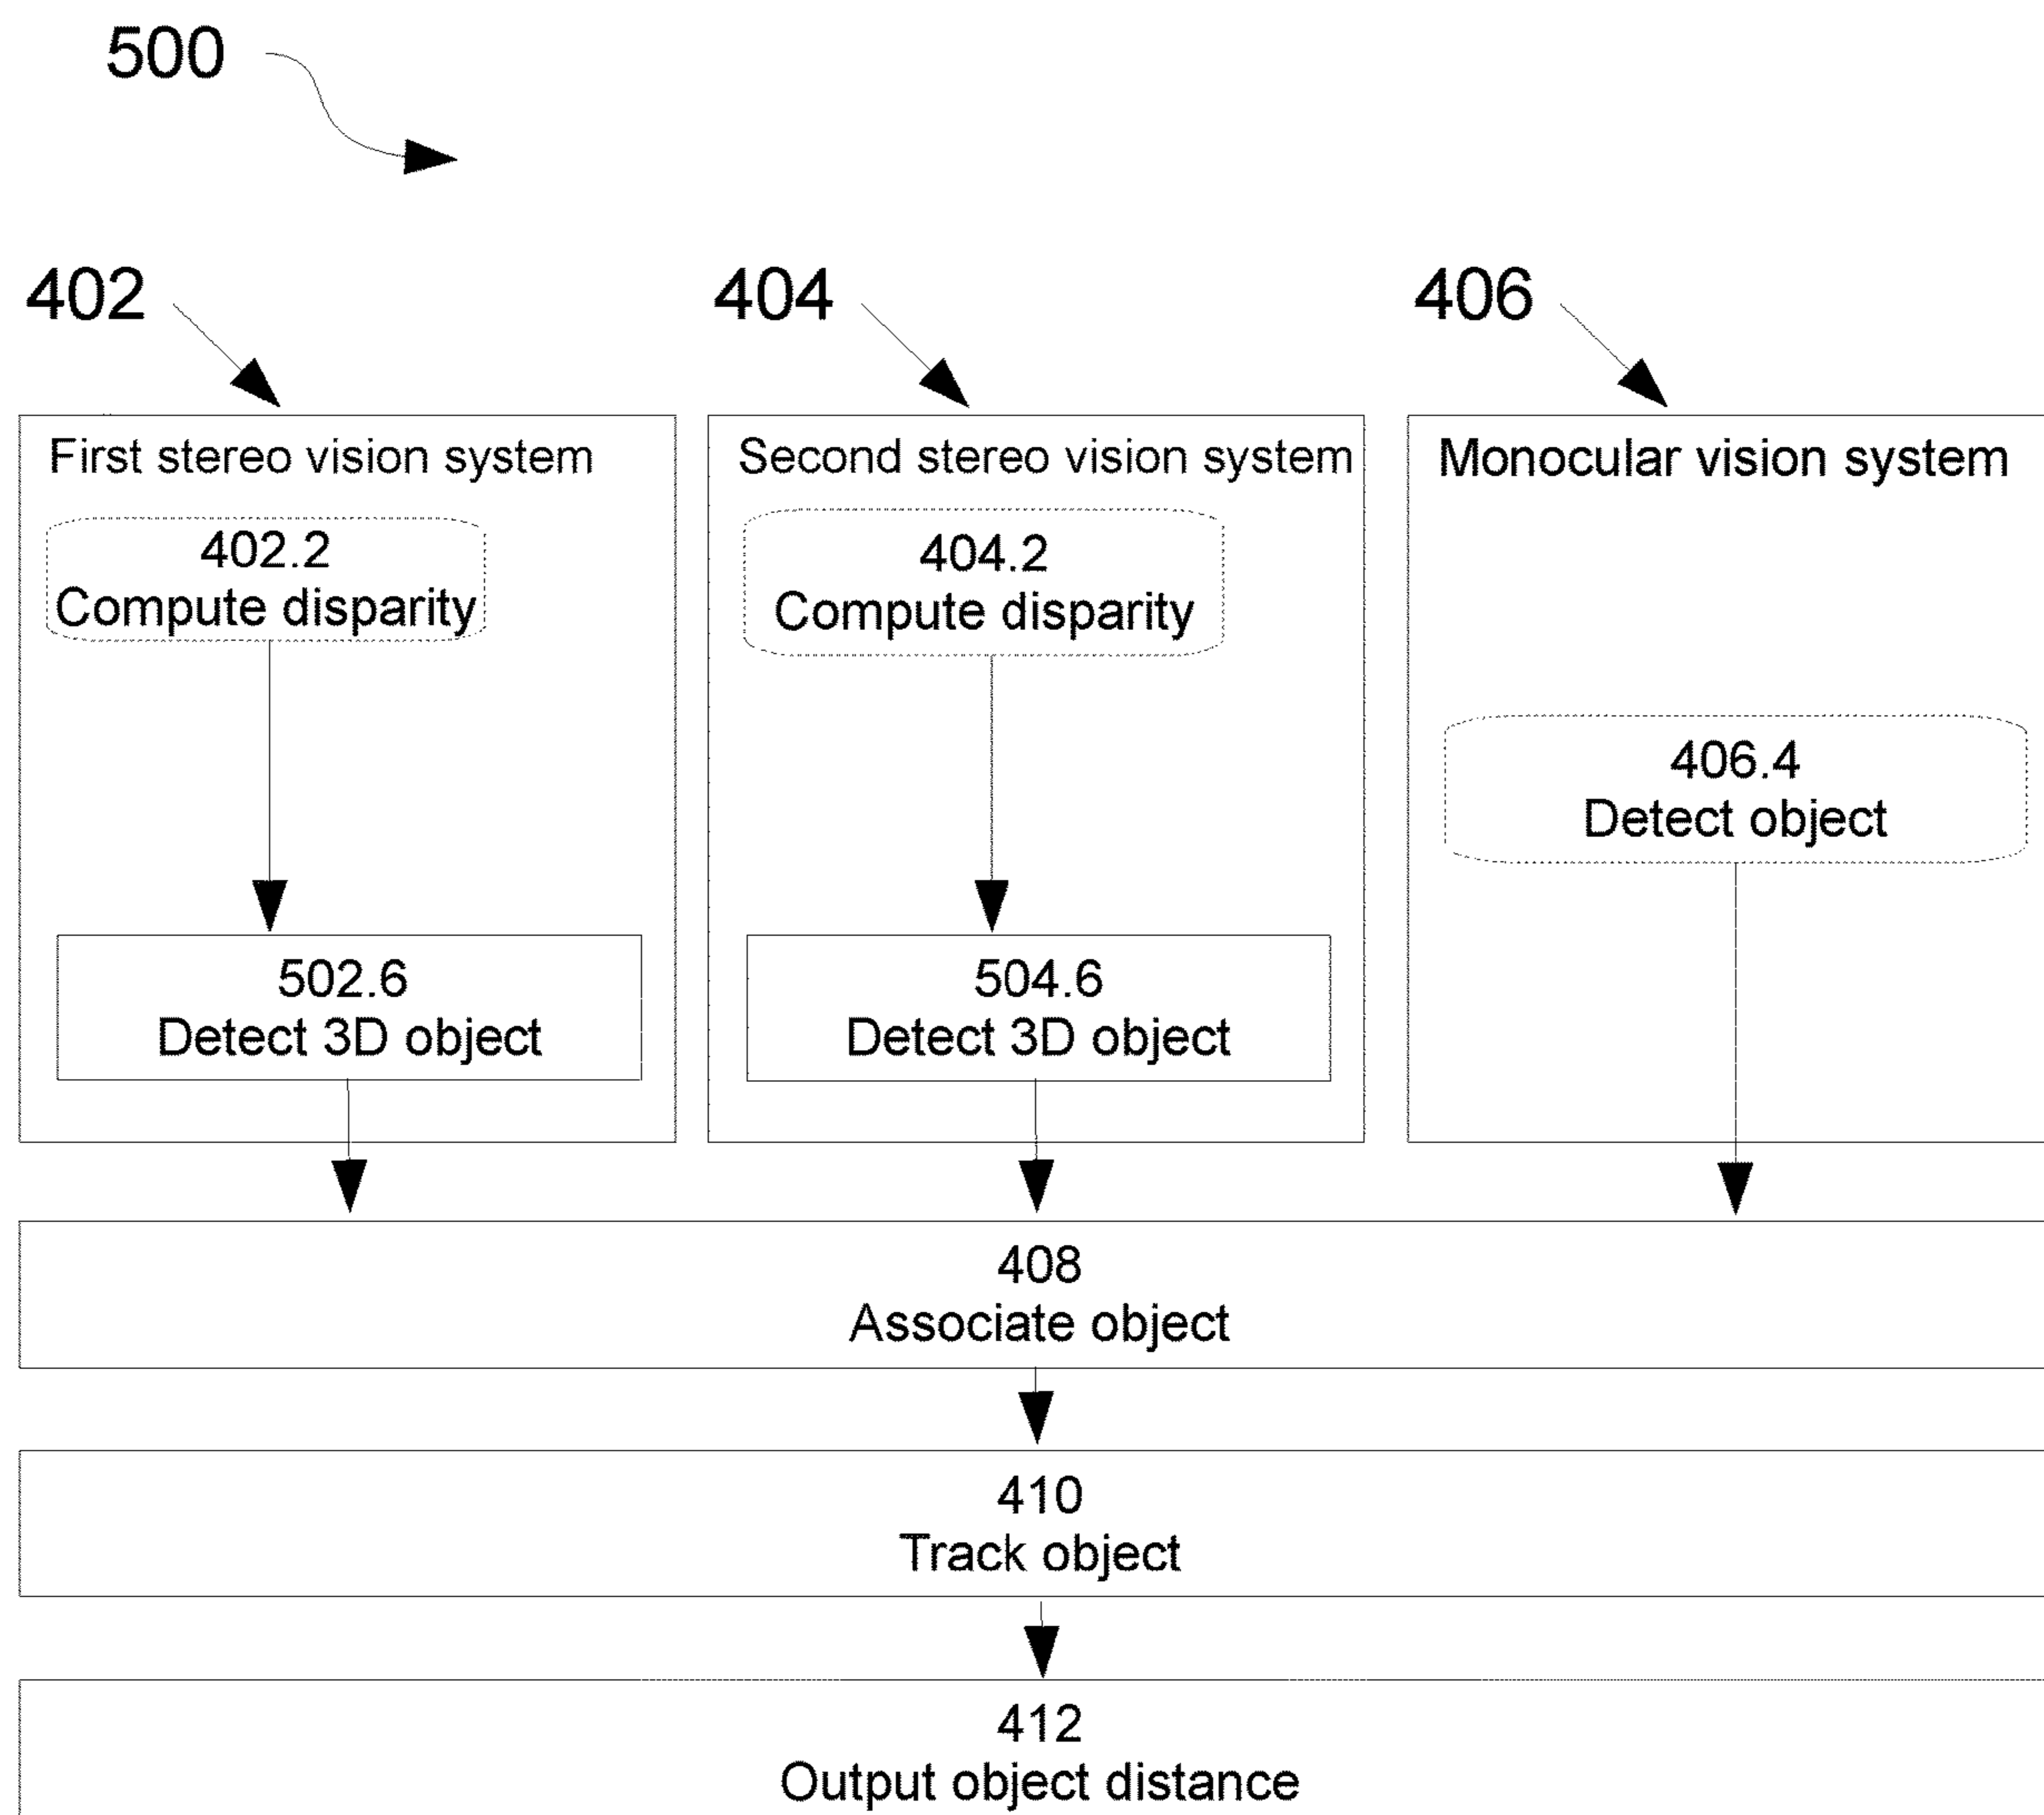 500
402
404
406
First stereo vision system
Second stereo vision system
Monocular vision system
402.2
Compute disparity
404.2
Compute disparity
406.4
Detect object
502.6
Detect 3D object
504.6
Detect 3D object
408
Associate object
410
Track object
412
Output object distance